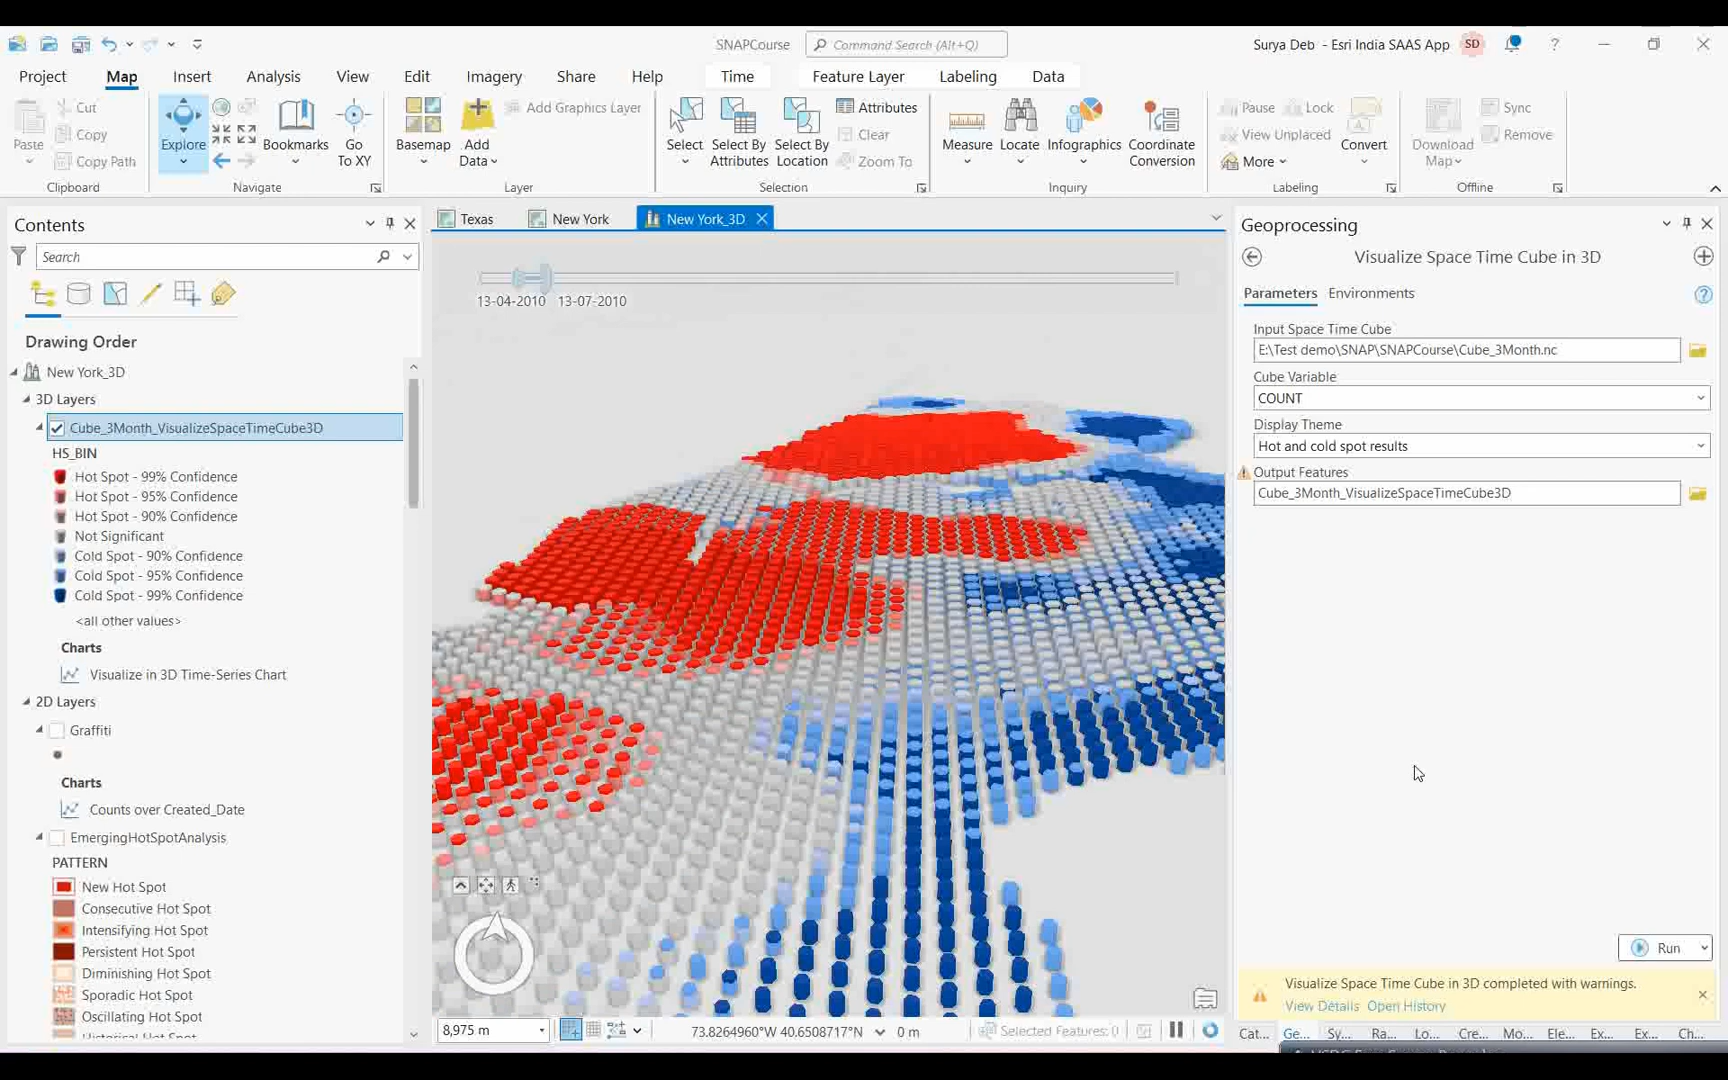 SNAPCourse
Command Search (Alt+Q)
Surya Deb - Esri India SAAS App
SD
?
Project
Map
Insert
Analysis
View
Edit
Imagery
Share
Help
Time
Feature Layer
Labeling
Data
Paste
Cut
Copy
Copy Path
Clipboard
Explore
Bookmarks
Go To XY
Navigate
Basemap
Add Data
Add Graphics Layer
Layer
Select
Select By Attributes
Select By Location
Attributes
Clear
Zoom To
Selection
Measure
Locate
Infographics
Coordinate Conversion
Inquiry
Pause
Lock
View Unplaced
More
Convert
Labeling
Download Map
Sync
Remove
Offline
Contents
Search
Drawing Order
New York_3D
3D Layers
Cube_3Month_VisualizeSpaceTimeCube3D
HS_BIN
Hot Spot - 99% Confidence
Hot Spot - 95% Confidence
Hot Spot - 90% Confidence
Not Significant
Cold Spot - 90% Confidence
Cold Spot - 95% Confidence
Cold Spot - 99% Confidence
<all other values>
Charts
Visualize in 3D Time-Series Chart
2D Layers
Graffiti
Charts
Counts over Created_Date
EmergingHotSpotAnalysis
PATTERN
New Hot Spot
Consecutive Hot Spot
Intensifying Hot Spot
Persistent Hot Spot
Diminishing Hot Spot
Sporadic Hot Spot
Oscillating Hot Spot
Historical Hot Spot
Texas
New York
New York_3D
13-04-2010 13-07-2010
8,975 m
73.8264960°W 40.6508717°N
0 m
Selected Features: 0
Geoprocessing
Visualize Space Time Cube in 3D
Parameters Environments
Input Space Time Cube
E:\Test demo\SNAP\SNAPCourse\Cube_3Month.nc
Cube Variable
COUNT
Display Theme
Hot and cold spot results
Output Features
Cube_3Month_VisualizeSpaceTimeCube3D
Run
Visualize Space Time Cube in 3D completed with warnings.
View Details Open History
Cat... Ge... Sy... Ra... Lo... Cre... Mo... Ele... Ex... Ex... Ch...